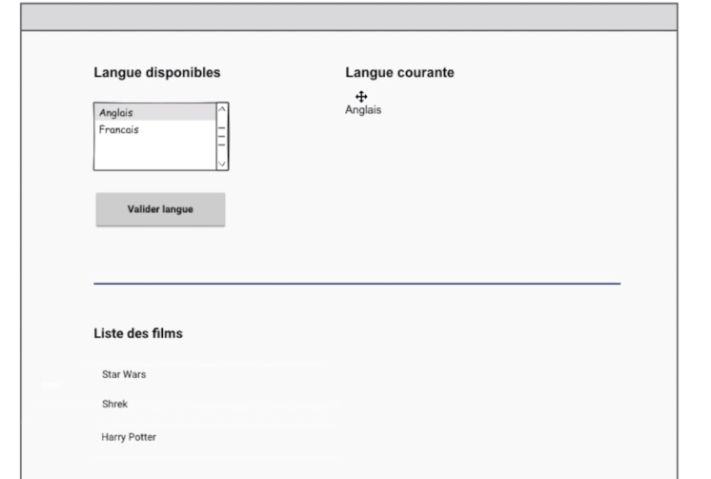 Langue disponibles
Langue courante
Anglais
Francais
Anglais
Valider langue
Liste des films
Star Wars
Shrek
Harry Potter